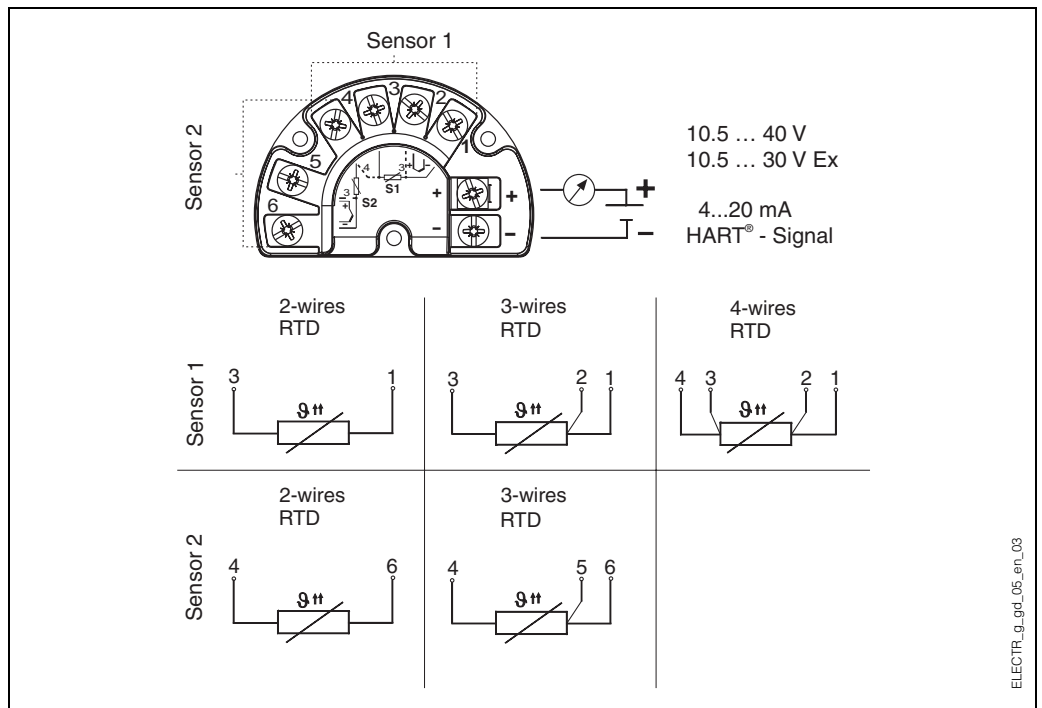 Sensor 1
Sensor 2
6
5
4
3
2
1
4
3
+
-
S1
3
+
-
S2
+
-
+
-
+
-
10.5 ... 40 V
10.5 ... 30 V Ex
4...20 mA
HART® - Signal
2-wires
RTD
3-wires
RTD
4-wires
RTD
Sensor 1
3 1
ϑ
3 2 1
ϑ
4 3 2 1
ϑ
2-wires
RTD
3-wires
RTD
Sensor 2
4 6
ϑ
4 5 6
ϑ
ELECTR_g_gd_05_en_03